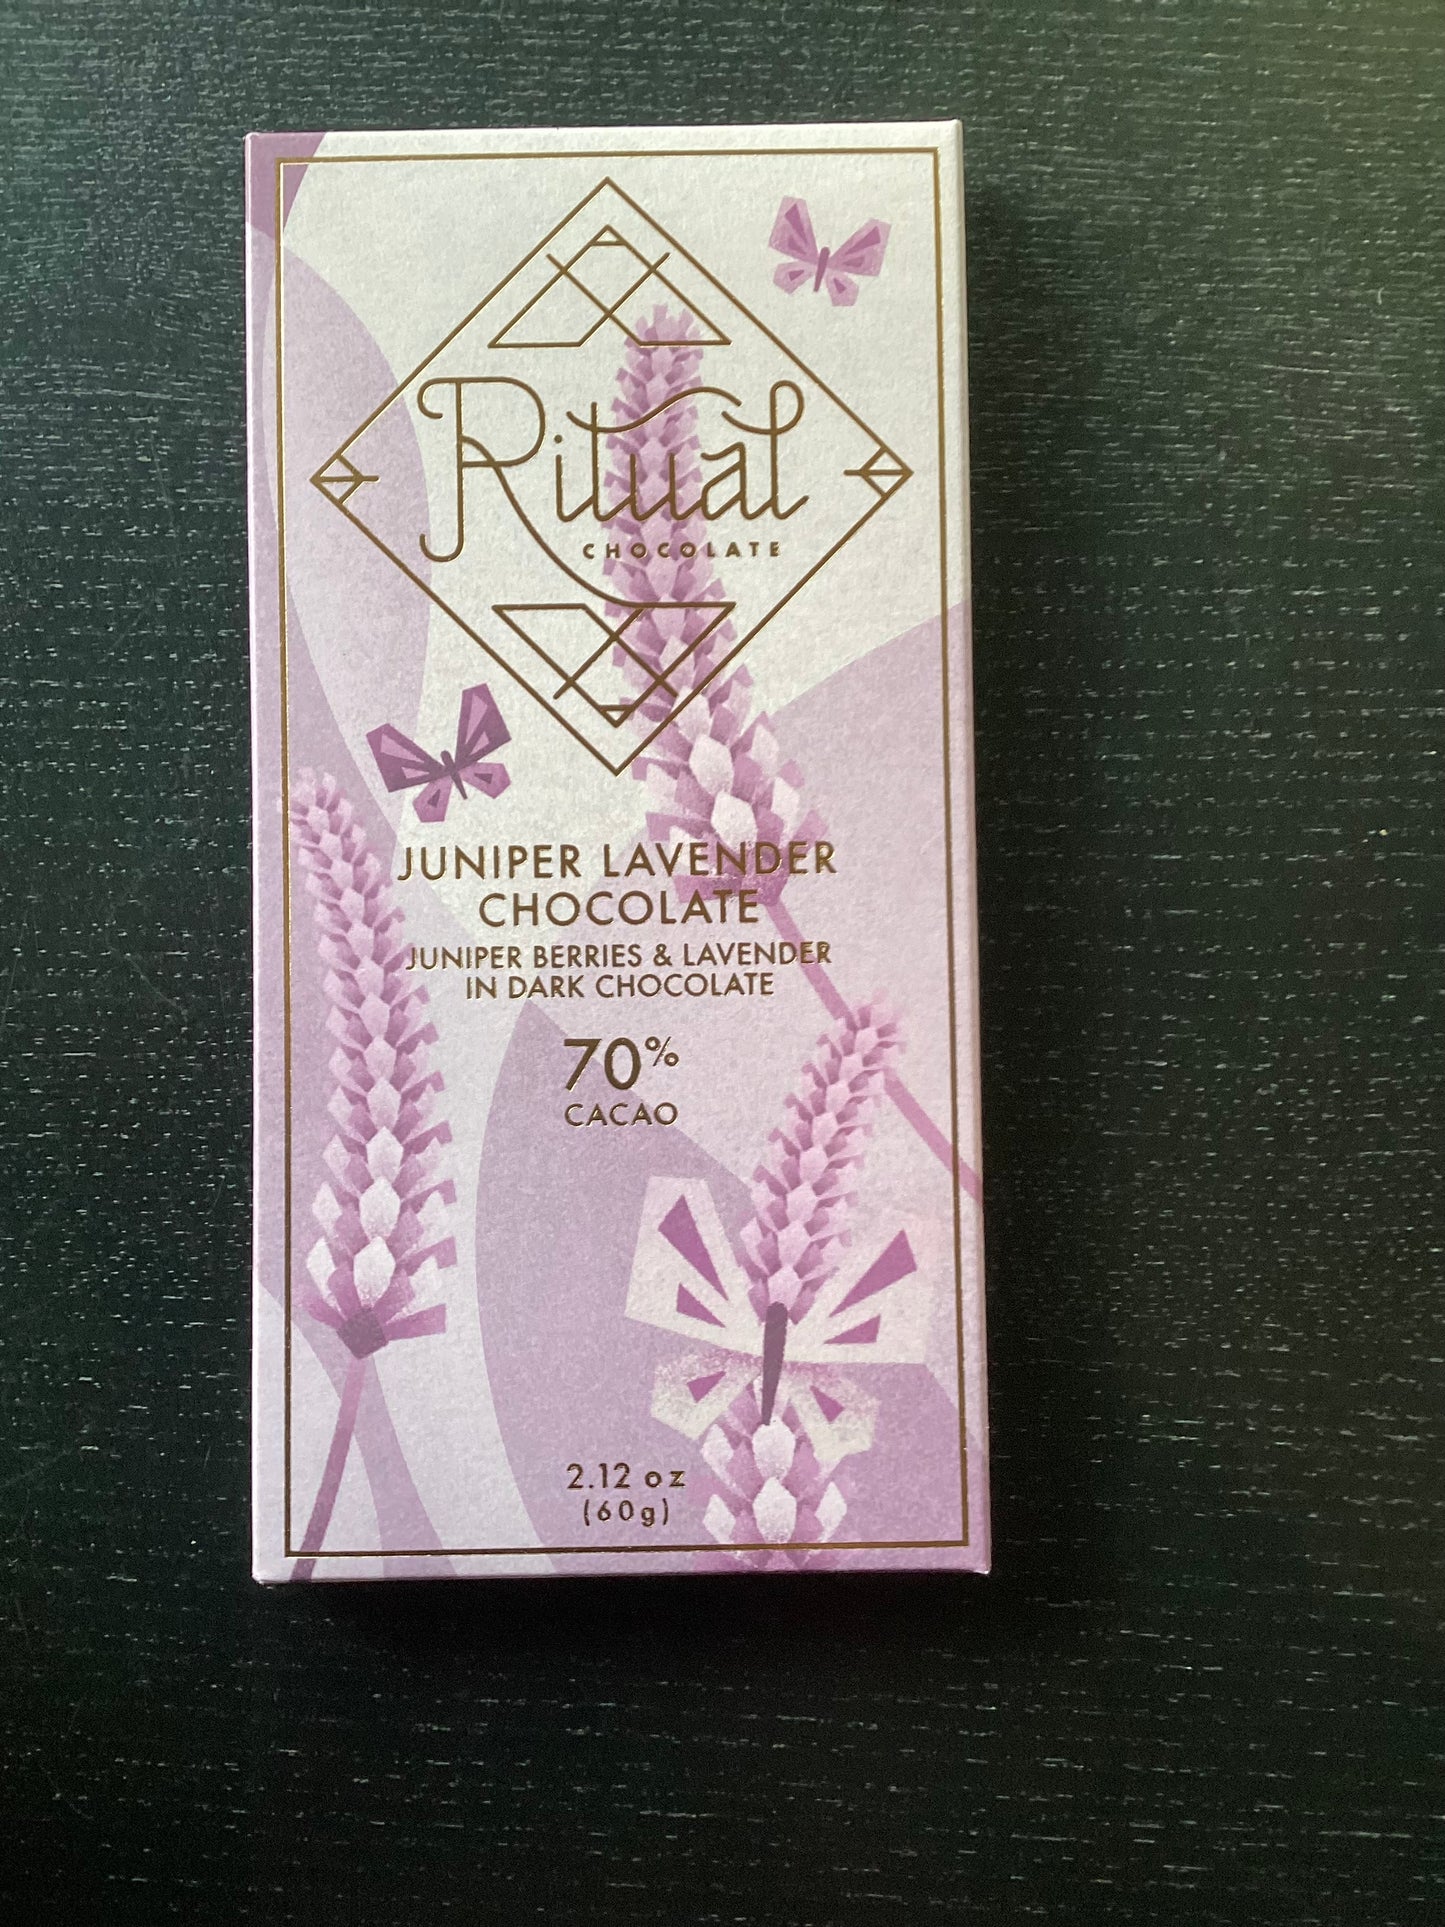 Ritual
CHOCOLATE
JUNIPER LAVENDER
CHOCOLATE
JUNIPER BERRIES & LAVENDER
IN DARK CHOCOLATE
70%
CACAO
2.12 oz
(60g)